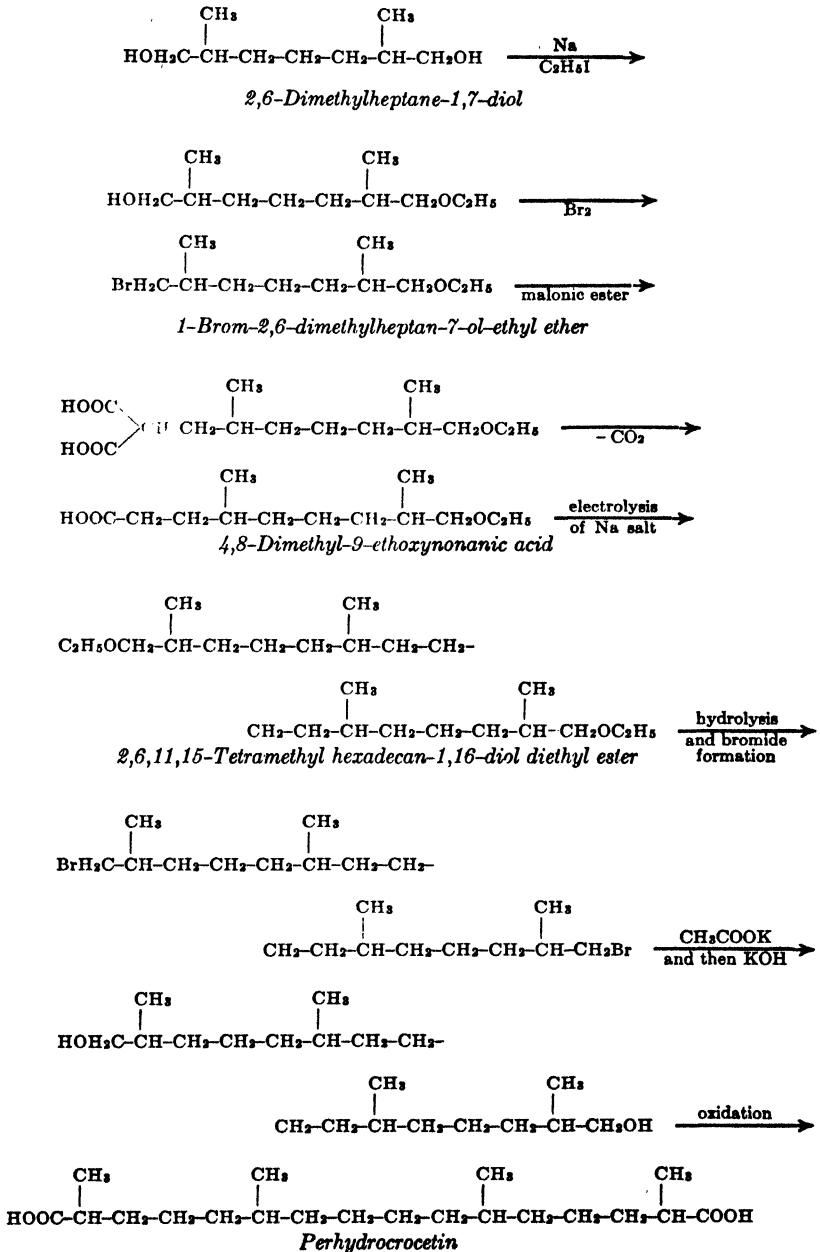 CH₃ CH₃
HOH₂C–CH–CH₂–CH₂–CH₂–CH–CH₂OH Na
C₂H₅I
2,6–Dimethylheptane–1,7–diol
CH₃ CH₃
HOH₂C–CH–CH₂–CH₂–CH₂–CH–CH₂OC₂H₅
Br₂
CH₃ CH₃
BrH₂C–CH–CH₂–CH₂–CH₂–CH–CH₂OC₂H₅
malonic ester
1–Brom–2,6–dimethylheptan–7–ol–ethyl ether
CH₃ CH₃
HOOC
CH CH₂–CH–CH₂–CH₂–CH₂–CH–CH₂OC₂H₅
– CO₂
HOOC
CH₃ CH₃
HOOC–CH₂–CH₂–CH–CH₂–CH₂–CH₂–CH–CH₂OC₂H₅ electrolysis
of Na salt
4,8–Dimethyl–9–ethoxynonanic acid
CH₃ CH₃
C₂H₅OCH₂–CH–CH₂–CH₂–CH₂–CH–CH₂–CH₂–
CH₃ CH₃
CH₂–CH₂–CH–CH₂–CH₂–CH₂–CH–CH₂OC₂H₅ hydrolysis
and bromide
formation
2,6,11,15–Tetramethyl hexadecan–1,16–diol diethyl ester
CH₃ CH₃
BrH₂C–CH–CH₂–CH₂–CH₂–CH–CH₂–CH₂–
CH₃ CH₃
CH₂–CH₂–CH–CH₂–CH₂–CH₂–CH–CH₂Br CH₃COOK
and then KOH
CH₃ CH₃
HOH₂C–CH–CH₂–CH₂–CH₂–CH–CH₂–CH₂–
CH₃ CH₃
CH₂–CH₂–CH–CH₂–CH₂–CH₂–CH–CH₂OH oxidation
CH₃ CH₃ CH₃ CH₃
HOOC–CH–CH₂–CH₂–CH₂–CH–CH₂–CH₂–CH₂–CH₂–CH–CH₂–CH₂–CH₂–CH–COOH
Perhydrocrocetin